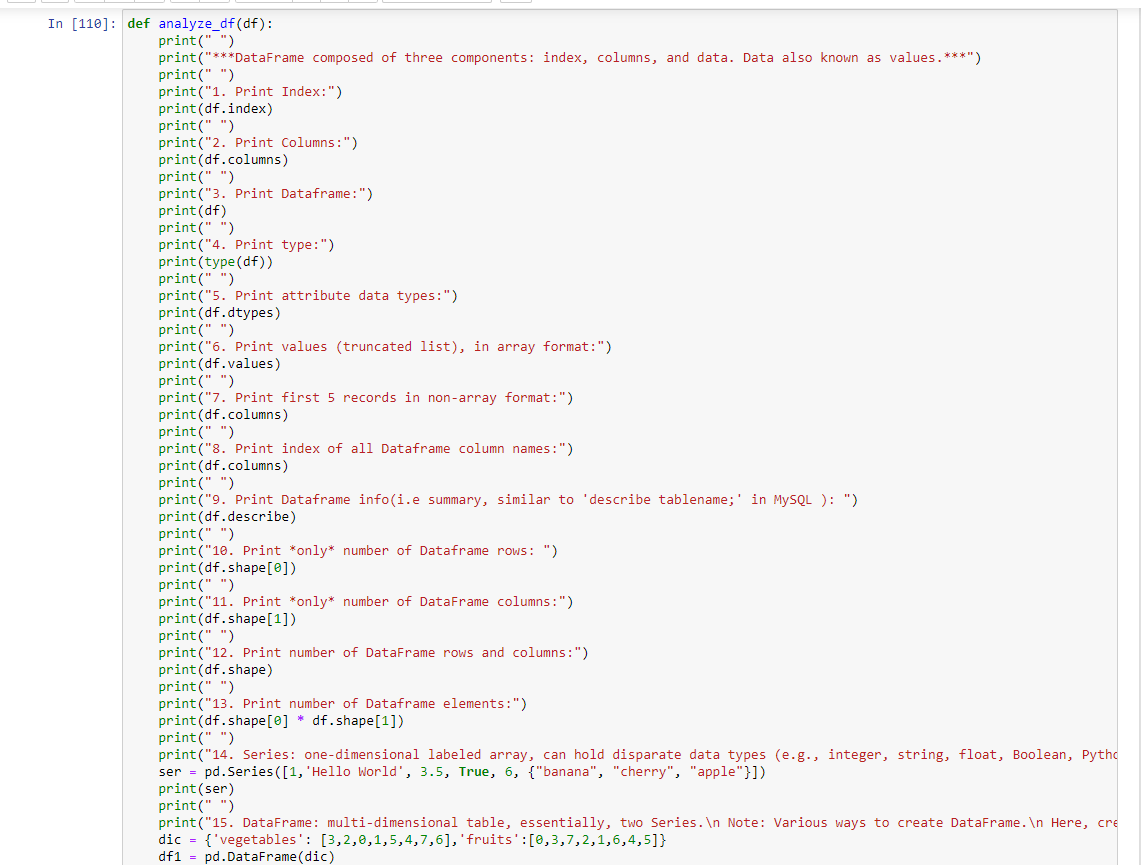 In [110]: def analyze_df(df):
print(" ")
print("***DataFrame composed of three components: index, columns, and data. Data also known as values.***")
print(" ")
print("1. Print Index:")
print(df.index)
print(" ")
print("2. Print Columns:")
print(df.columns)
print(" ")
print("3. Print Dataframe:")
print(df)
print(" ")
print("4. Print type:")
print(type(df))
print(" ")
print("5. Print attribute data types:")
print(df.dtypes)
print(" ")
print("6. Print values (truncated list), in array format:")
print(df.values)
print(" ")
print("7. Print first 5 records in non-array format:")
print(df.columns)
print(" ")
print("8. Print index of all Dataframe column names:")
print(df.columns)
print(" ")
print("9. Print Dataframe info(i.e summary, similar to 'describe tablename;' in MySQL ): ")
print(df.describe)
print(" ")
print("10. Print *only* number of Dataframe rows: ")
print(df.shape[0])
print(" ")
print("11. Print *only* number of DataFrame columns:")
print(df.shape[1])
print(" ")
print("12. Print number of DataFrame rows and columns:")
print(df.shape)
print(" ")
print("13. Print number of Dataframe elements:")
print(df.shape[0] * df.shape[1])
print(" ")
print("14. Series: one-dimensional labeled array, can hold disparate data types (e.g., integer, string, float, Boolean, Pytho
ser = pd.Series([1,'Hello World', 3.5, True, 6, {"banana", "cherry", "apple"}])
print(ser)
print(" ")
print("15. DataFrame: multi-dimensional table, essentially, two Series.\n Note: Various ways to create DataFrame.\n Here, cre
dic = {'vegetables': [3,2,0,1,5,4,7,6],'fruits':[0,3,7,2,1,6,4,5]}
df1 = pd.DataFrame(dic)